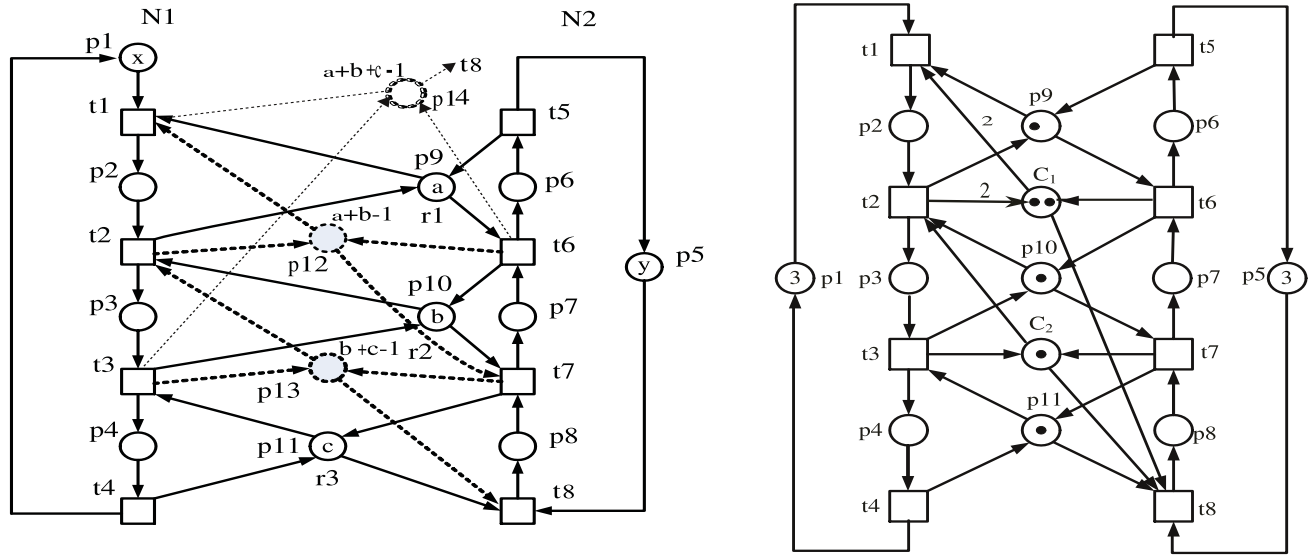 N1
N2
p1
x
a+b+c-1
t8
p14
t1
t5
p9
p2
a
p6
r1
a+b-1
t2
t6
p12
p10
y
p5
p3
b
p7
b+c-1
r2
t3
t7
p13
p4
p11
c
p8
r3
t4
t8
t1
t5
p9
p2
2
p6
C1
t2
2
t6
p10
3
p1
p3
p7
p5
3
C2
t3
t7
p11
p4
p8
t4
t8